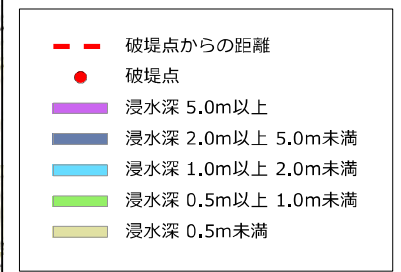 破堤点からの距離
破堤点
浸水深 5.0m以上
浸水深 2.0m以上 5.0m未満
浸水深 1.0m以上 2.0m未満
浸水深 0.5m以上 1.0m未満
浸水深 0.5m未満